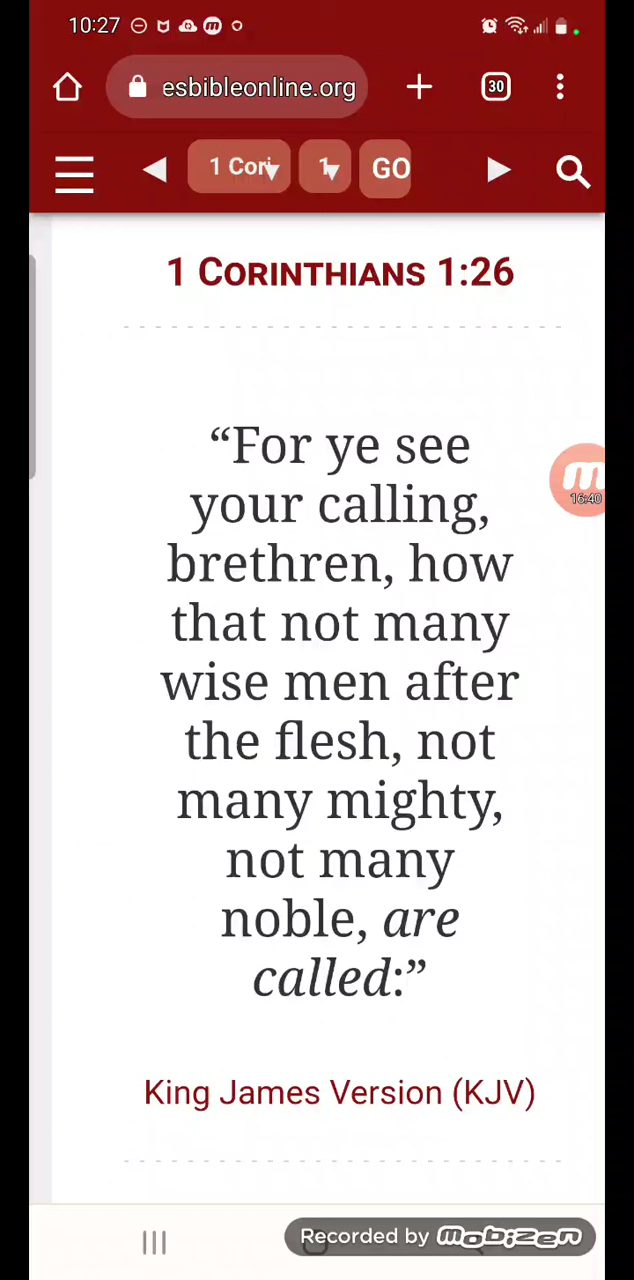 10:27
esbibleonline.org
30
1 Cori
1
GO
1 CORINTHIANS 1:26
“For ye see
your calling,
brethren, how
that not many
wise men after
the flesh, not
many mighty,
not many
noble, are
called:”
m
16:40
King James Version (KJV)
Recorded by mobizen